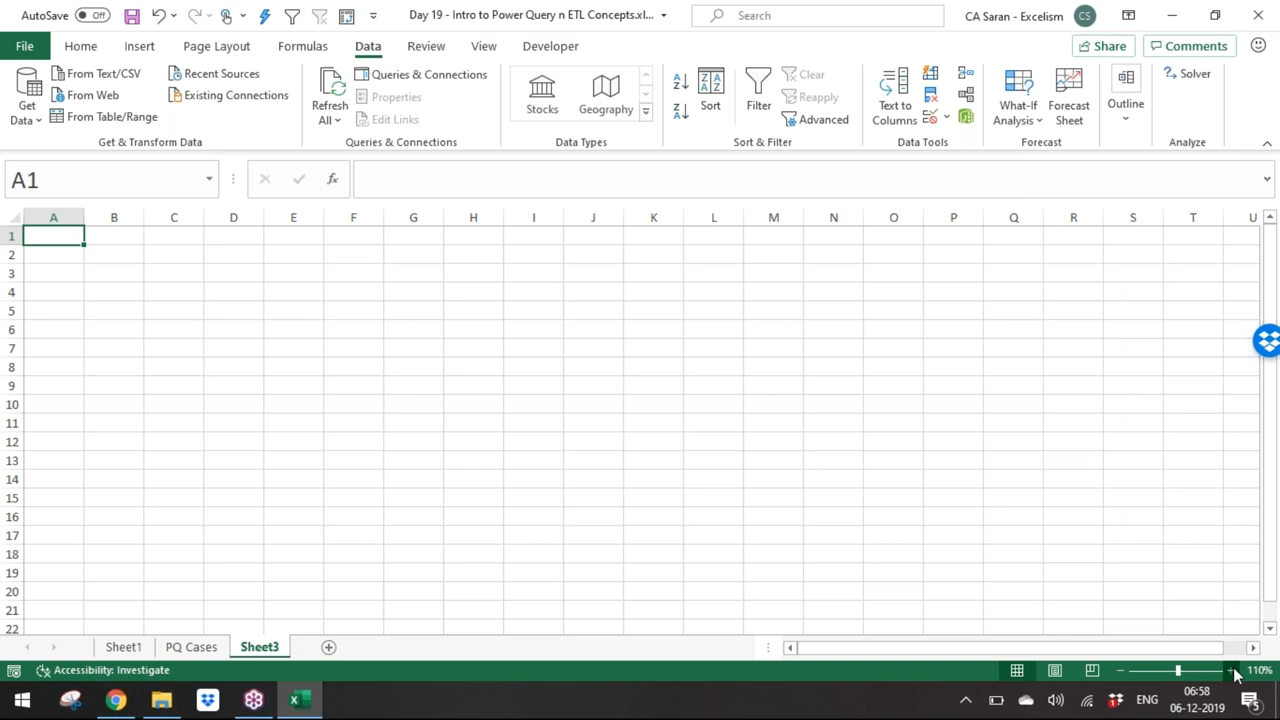 AutoSave Off Day 19 - Intro to Power Query n ETL Concepts.xl... Search CA Saran - Excelism CS
File Home Insert Page Layout Formulas Data Review View Developer Share Comments
Get Data From Text/CSV From Web From Table/Range Recent Sources Existing Connections
Get & Transform Data
Refresh All Queries & Connections Properties Edit Links
Queries & Connections
Stocks Geography
Data Types
Sort Filter Clear Reapply Advanced
Sort & Filter
Text to Columns
Data Tools
What-If Analysis Forecast Sheet
Forecast
Outline
Solver
Analyze
A1 fx
A B C D E F G H I J K L M N O P Q R S T U
1
2
3
4
5
6
7
8
9
10
11
12
13
14
15
16
17
18
19
20
21
22
Sheet1 PQ Cases Sheet3
Accessibility: Investigate 110%
ENG 06:58
06-12-2019 5